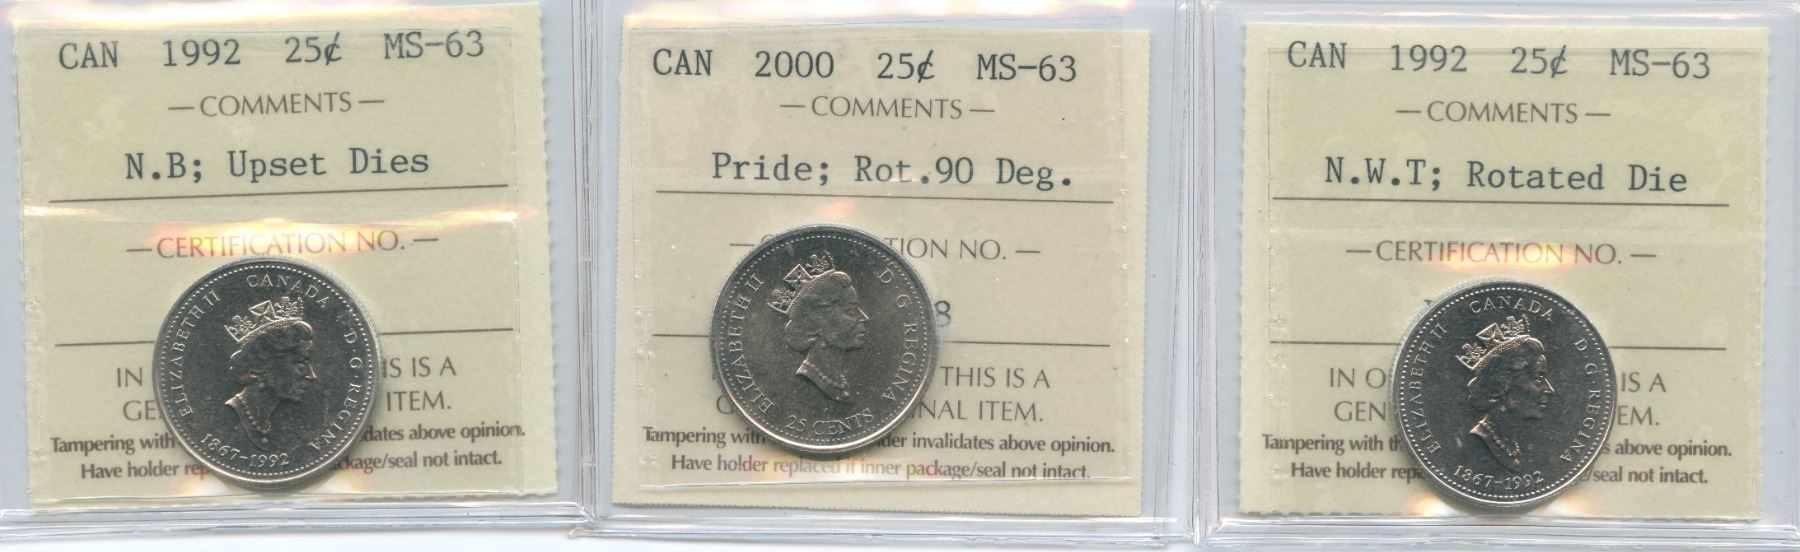 CAN 1992 25¢ MS-63
— COMMENTS —
N.B; Upset Dies
— CERTIFICATION NO. —
IN IS IS A
GE ITEM.
Tampering with dates above opinion.
Have holder rep ckage/seal not intact.
ELIZABETH II CANADA D·G·REGINA
1867-1992
CAN 2000 25¢ MS-63
— COMMENTS —
Pride; Rot.90 Deg.
— C TION NO. —
8
THIS IS A
NAL ITEM.
Tampering with der invalidates above opinion.
Have holder replaced if inner package/seal not intact.
ELIZABETH II D·G·REGINA
25 CENTS
CAN 1992 25¢ MS-63
— COMMENTS —
N.W.T; Rotated Die
— CERTIFICATION NO. —
IN O IS A
GEN EM.
Tampering with th s above opinion.
Have holder rep e/seal not intact.
ELIZABETH II CANADA D·G·REGINA
1867-1992